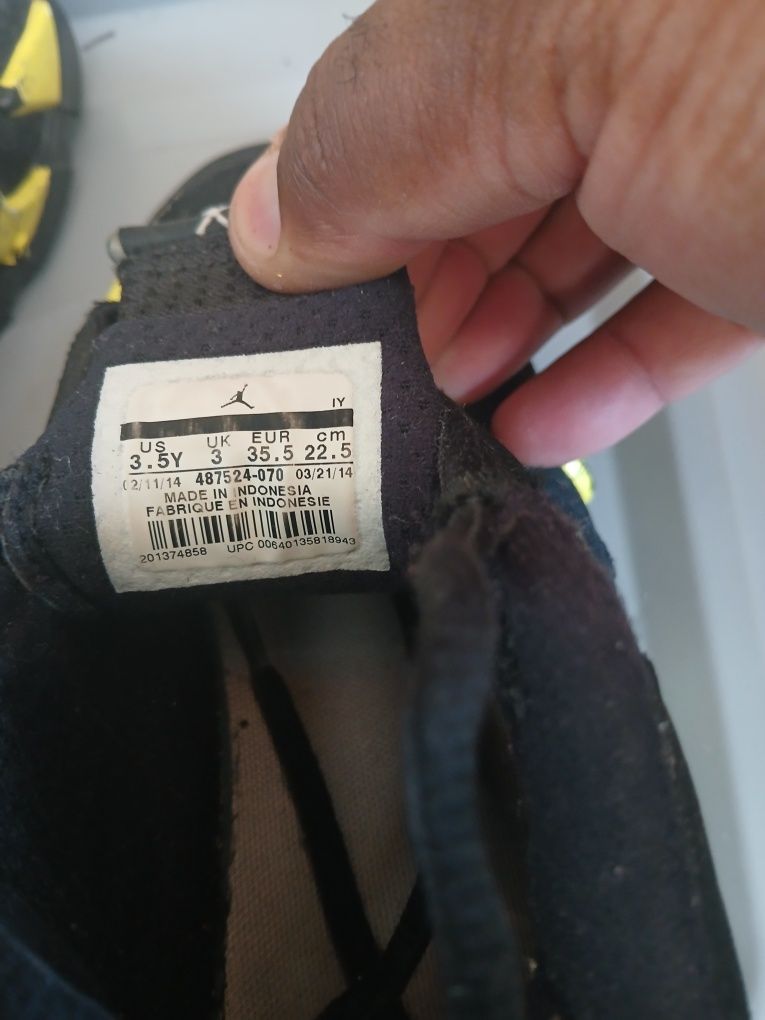 IY
US UK EUR cm
3.5Y 3 35.5 22.5
02/11/14 487524-070 03/21/14
MADE IN INDONESIA
FABRIQUE EN INDONESIE
201374858 UPC 00640135818943